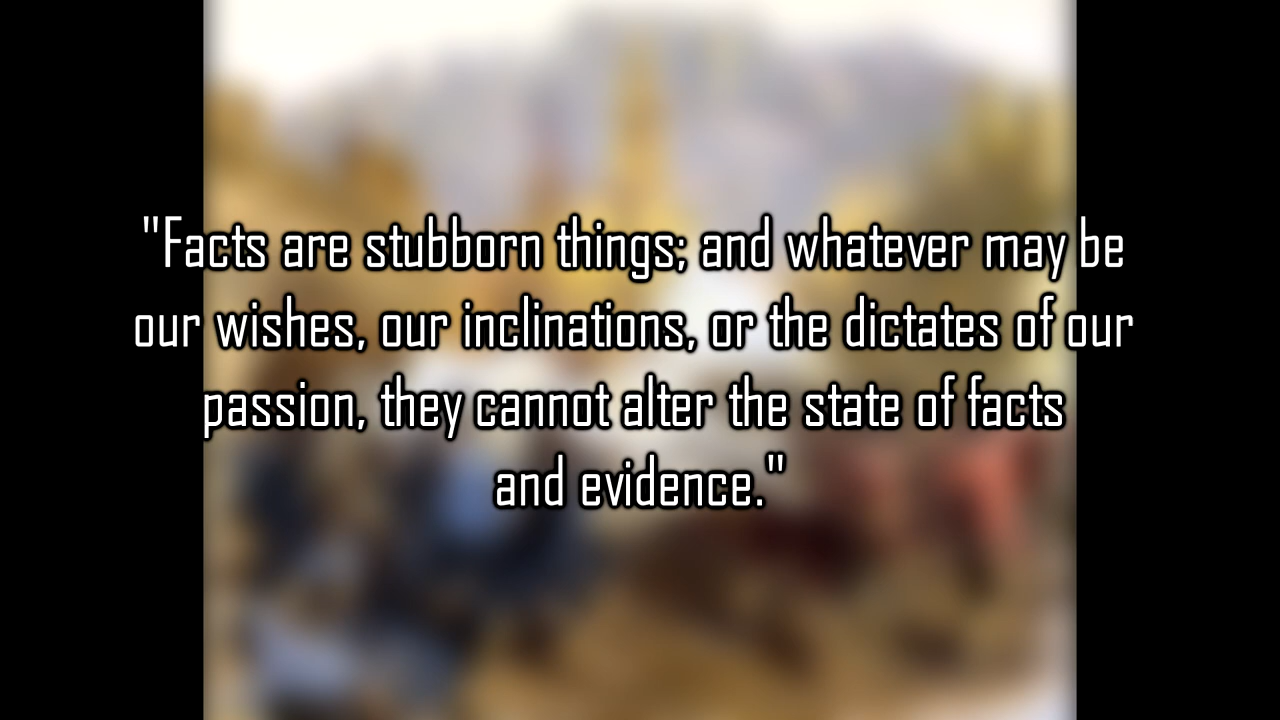 "Facts are stubborn things; and whatever may be
our wishes, our inclinations, or the dictates of our
passion, they cannot alter the state of facts
and evidence."